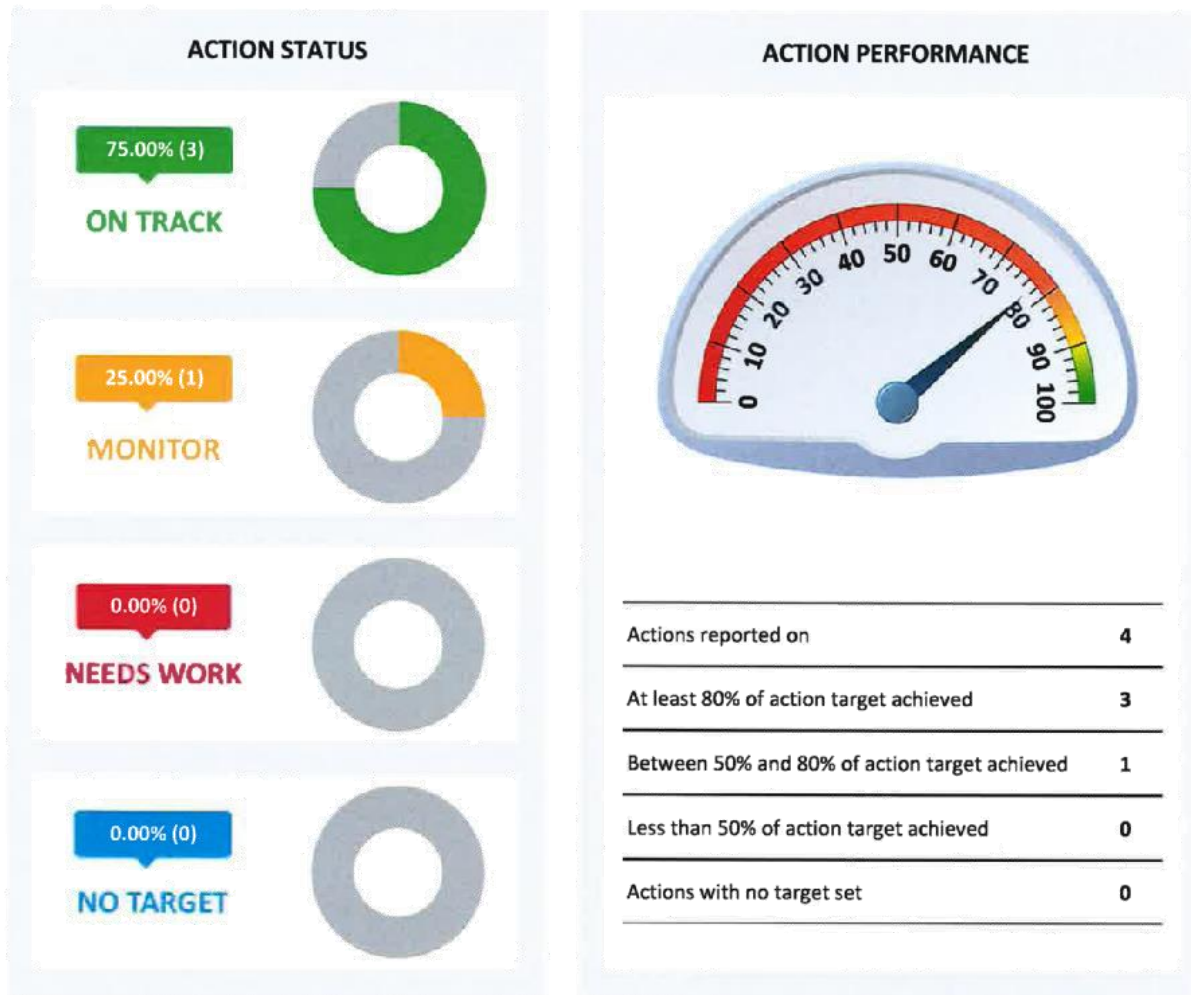 ACTION STATUS
75.00% (3)
ON TRACK
25.00% (1)
MONITOR
0.00% (0)
NEEDS WORK
0.00% (0)
NO TARGET
ACTION PERFORMANCE
0 10 20 30 40 50 60 70 80 90 100
Actions reported on 4
At least 80% of action target achieved 3
Between 50% and 80% of action target achieved 1
Less than 50% of action target achieved 0
Actions with no target set 0